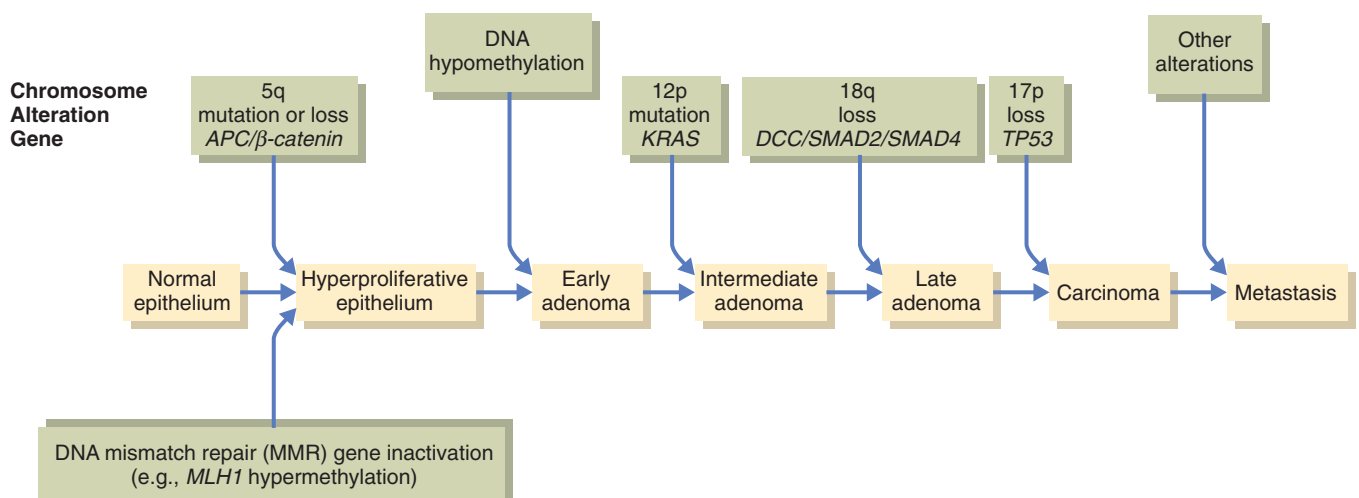 Chromosome
Alteration
Gene
5q
mutation or loss
APC/β-catenin
DNA
hypomethylation
12p
mutation
KRAS
18q
loss
DCC/SMAD2/SMAD4
17p
loss
TP53
Other
alterations
Normal
epithelium
Hyperproliferative
epithelium
Early
adenoma
Intermediate
adenoma
Late
adenoma
Carcinoma
Metastasis
DNA mismatch repair (MMR) gene inactivation
(e.g., MLH1 hypermethylation)